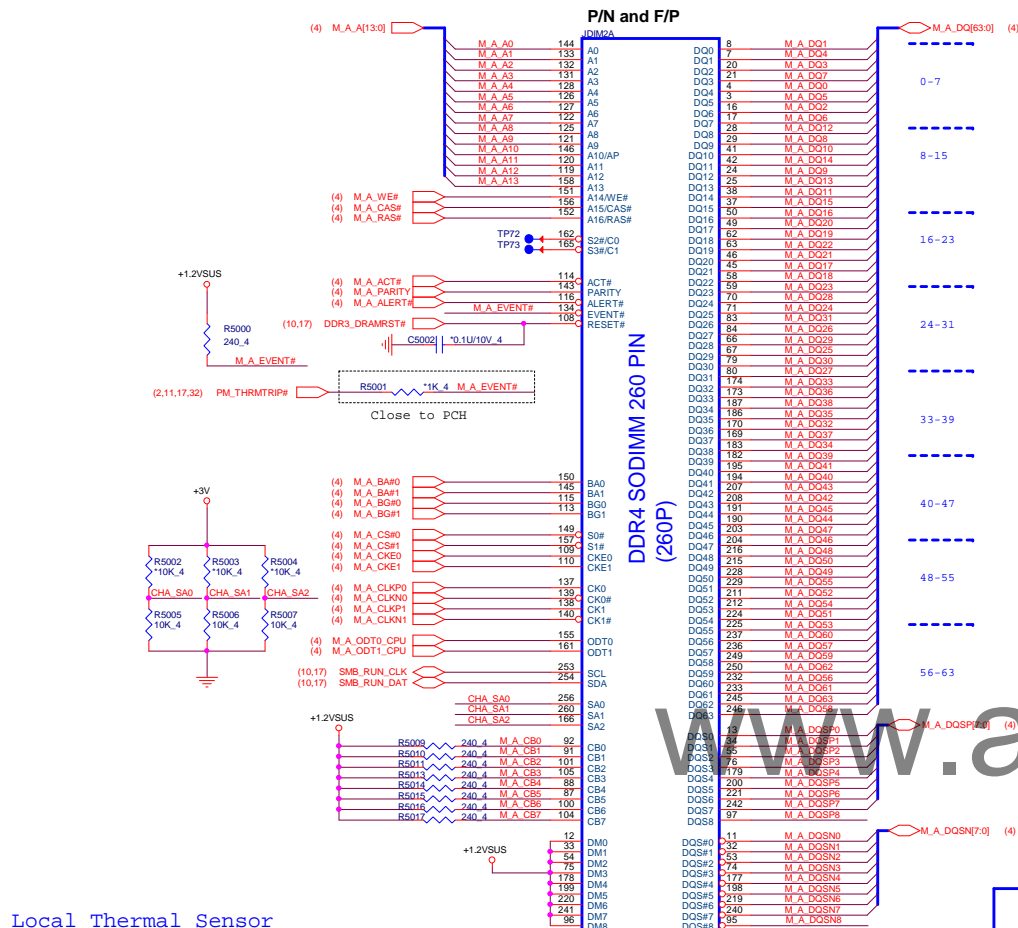 P/N and F/P
JDIM2A
(4) M_A_A[13:0]
M_A_A0 144 A0
M_A_A1 133 A1
M_A_A2 132 A2
M_A_A3 131 A3
M_A_A4 128 A4
M_A_A5 126 A5
M_A_A6 127 A6
M_A_A7 122 A7
M_A_A8 125 A8
M_A_A9 121 A9
M_A_A10 146 A10/AP
M_A_A11 120 A11
M_A_A12 119 A12
M_A_A13 158 A13
(4) M_A_WE# 151 A14/WE#
(4) M_A_CAS# 156 A15/CAS#
(4) M_A_RAS# 152 A16/RAS#
TP72 162 S2#/C0
TP73 165 S3#/C1
(4) M_A_ACT# 114 ACT#
(4) M_A_PARITY 143 PARITY
(4) M_A_ALERT# 116 ALERT#
M_A_EVENT# 134 EVENT#
(10,17) DDR3_DRAMRST# 108 RESET#
C5002 *0.1U/10V_4
+1.2VSUS
R5000
240_4
M_A_EVENT#
(2,11,17,32) PM_THRMTRIP# R5001 *1K_4 M_A_EVENT#
Close to PCH
DDR4 SODIMM 260 PIN
(260P)
(4) M_A_BA#0 150 BA0
(4) M_A_BA#1 145 BA1
(4) M_A_BG#0 115 BG0
(4) M_A_BG#1 113 BG1
(4) M_A_CS#0 149 S0#
(4) M_A_CS#1 157 S1#
(4) M_A_CKE0 109 CKE0
(4) M_A_CKE1 110 CKE1
(4) M_A_CLKP0 137 CK0
(4) M_A_CLKN0 139 CK0#
(4) M_A_CLKP1 138 CK1
(4) M_A_CLKN1 140 CK1#
(4) M_A_ODT0_CPU 155 ODT0
(4) M_A_ODT1_CPU 161 ODT1
(10,17) SMB_RUN_CLK 253 SCL
(10,17) SMB_RUN_DAT 254 SDA
CHA_SA0 256 SA0
CHA_SA1 260 SA1
CHA_SA2 166 SA2
+3V
R5002 R5003 R5004
*10K_4 *10K_4 *10K_4
CHA_SA0 CHA_SA1 CHA_SA2
R5005 R5006 R5007
10K_4 10K_4 10K_4
+1.2VSUS
R5009 240_4 M_A_CB0 92 CB0
R5010 240_4 M_A_CB1 91 CB1
R5011 240_4 M_A_CB2 101 CB2
R5013 240_4 M_A_CB3 105 CB3
R5014 240_4 M_A_CB4 88 CB4
R5015 240_4 M_A_CB5 87 CB5
R5016 240_4 M_A_CB6 100 CB6
R5017 240_4 M_A_CB7 104 CB7
+1.2VSUS
12 DM0
33 DM1
54 DM2
75 DM3
178 DM4
199 DM5
220 DM6
241 DM7
96 DM8
M_A_DQ[63:0] (4)
DQ0 8 M_A_DQ1
DQ1 7 M_A_DQ4
DQ2 20 M_A_DQ3
DQ3 21 M_A_DQ7
DQ4 4 M_A_DQ0
DQ5 3 M_A_DQ5
DQ6 16 M_A_DQ2
DQ7 17 M_A_DQ6
DQ8 28 M_A_DQ12
DQ9 29 M_A_DQ8
DQ10 41 M_A_DQ10
DQ11 42 M_A_DQ14
DQ12 24 M_A_DQ9
DQ13 25 M_A_DQ13
DQ14 38 M_A_DQ11
DQ15 37 M_A_DQ15
DQ16 50 M_A_DQ16
DQ17 49 M_A_DQ20
DQ18 62 M_A_DQ19
DQ19 63 M_A_DQ22
DQ20 46 M_A_DQ21
DQ21 45 M_A_DQ17
DQ22 58 M_A_DQ18
DQ23 59 M_A_DQ23
DQ24 70 M_A_DQ28
DQ25 71 M_A_DQ24
DQ26 83 M_A_DQ31
DQ27 84 M_A_DQ26
DQ28 66 M_A_DQ29
DQ29 67 M_A_DQ25
DQ30 79 M_A_DQ30
DQ31 80 M_A_DQ27
DQ32 174 M_A_DQ33
DQ33 173 M_A_DQ36
DQ34 187 M_A_DQ38
DQ35 186 M_A_DQ35
DQ36 170 M_A_DQ32
DQ37 169 M_A_DQ37
DQ38 183 M_A_DQ34
DQ39 182 M_A_DQ39
DQ40 195 M_A_DQ41
DQ41 194 M_A_DQ40
DQ42 207 M_A_DQ43
DQ43 208 M_A_DQ42
DQ44 191 M_A_DQ45
DQ45 190 M_A_DQ44
DQ46 203 M_A_DQ47
DQ47 204 M_A_DQ46
DQ48 216 M_A_DQ48
DQ49 215 M_A_DQ50
DQ50 228 M_A_DQ49
DQ51 229 M_A_DQ55
DQ52 211 M_A_DQ52
DQ53 212 M_A_DQ54
DQ54 224 M_A_DQ51
DQ55 225 M_A_DQ53
DQ56 237 M_A_DQ60
DQ57 236 M_A_DQ57
DQ58 249 M_A_DQ59
DQ59 250 M_A_DQ62
DQ60 232 M_A_DQ56
DQ61 233 M_A_DQ61
DQ62 245 M_A_DQ63
DQ63 246 M_A_DQ58
0-7
8-15
16-23
24-31
33-39
40-47
48-55
56-63
M_A_DQSP[7:0] (4)
DQS0 13 M_A_DQSP0
DQS1 34 M_A_DQSP1
DQS2 55 M_A_DQSP2
DQS3 76 M_A_DQSP3
DQS4 179 M_A_DQSP4
DQS5 200 M_A_DQSP5
DQS6 221 M_A_DQSP6
DQS7 242 M_A_DQSP7
DQS8 97 M_A_DQSP8
M_A_DQSN[7:0] (4)
DQS#0 11 M_A_DQSN0
DQS#1 32 M_A_DQSN1
DQS#2 53 M_A_DQSN2
DQS#3 74 M_A_DQSN3
DQS#4 177 M_A_DQSN4
DQS#5 198 M_A_DQSN5
DQS#6 219 M_A_DQSN6
DQS#7 240 M_A_DQSN7
DQS#8 95 M_A_DQSN8
www.a
Local Thermal Sensor